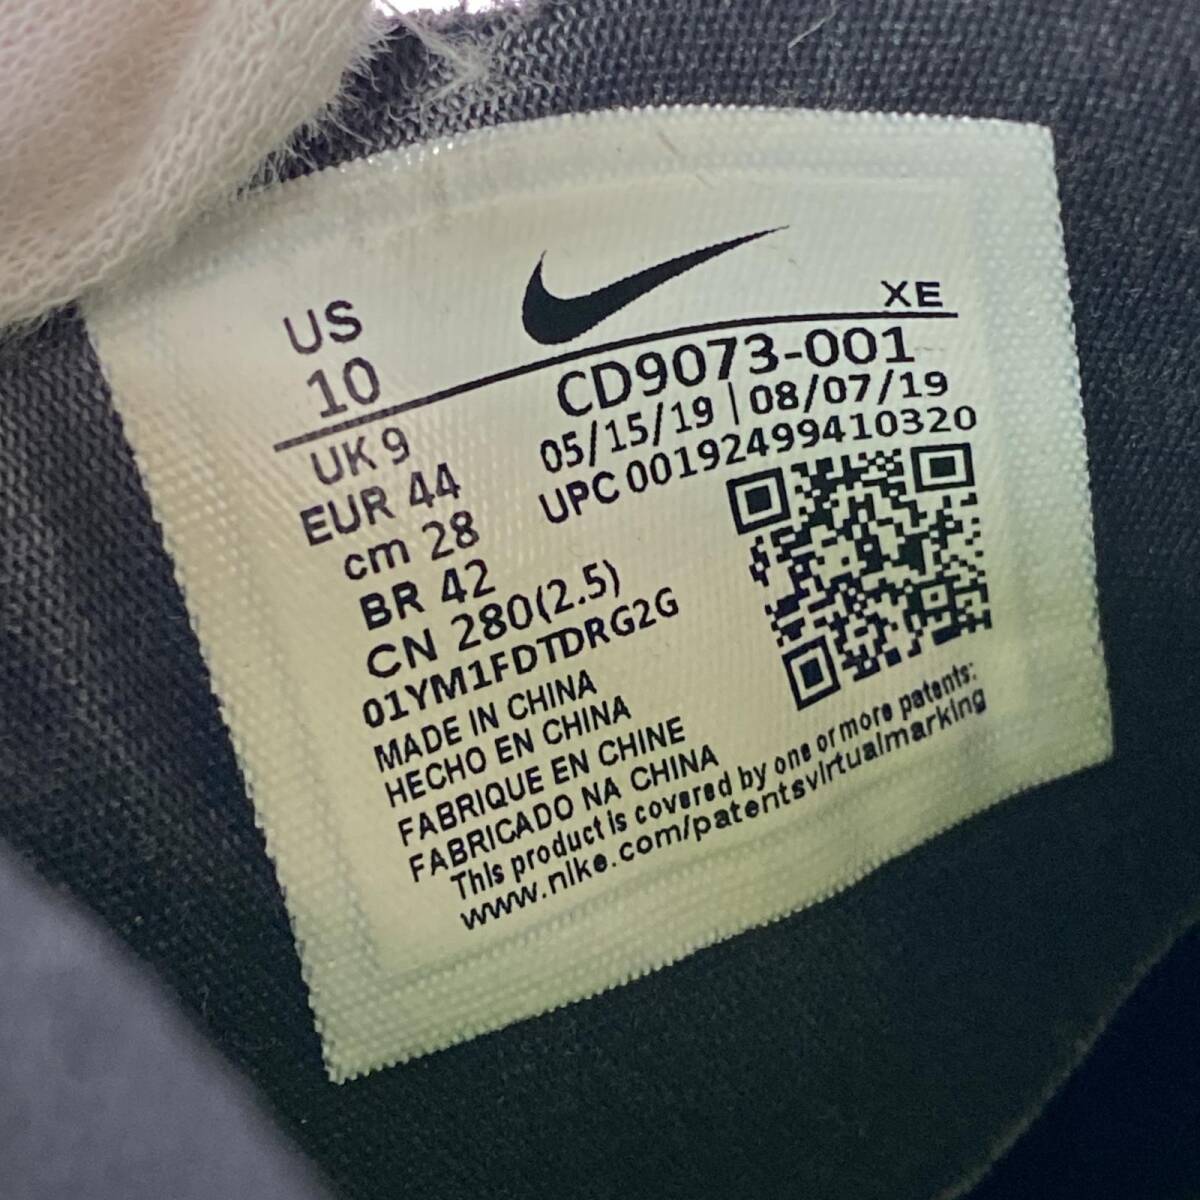 US
10
UK 9
EUR 44
cm 28
BR 42
CN 280(2.5)
01YM1FDTDRG2G
XE
CD9073-001
05/15/19 | 08/07/19
UPC 00192499410320
MADE IN CHINA
HECHO EN CHINA
FABRIQUE EN CHINE
FABRICADO NA CHINA
This product is covered by one or more patents:
www.nike.com/patentsvirtualmarking